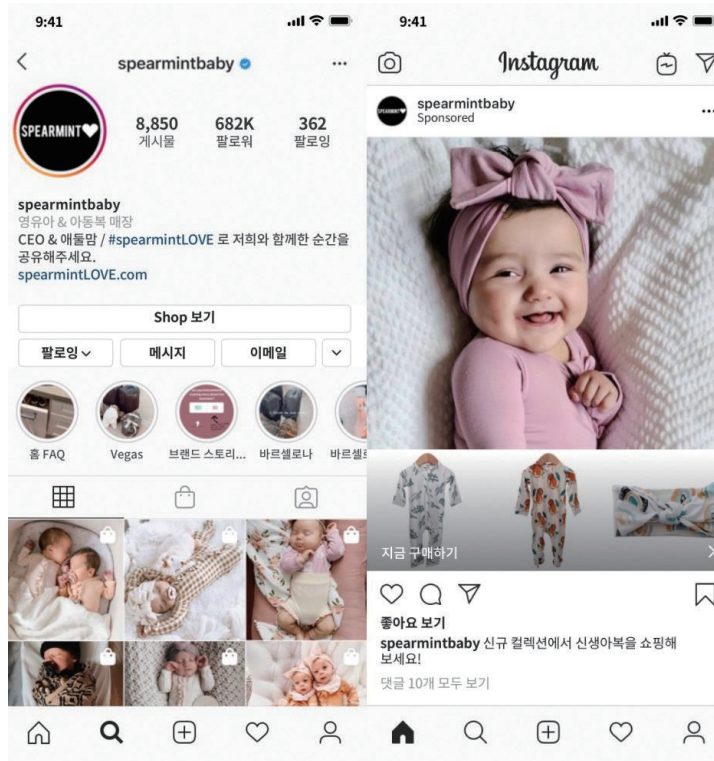 9:41
spearmintbaby
SPEARMINT
8,850 682K 362
게시물 팔로워 팔로잉
spearmintbaby
영유아 & 아동복 매장
CEO & 애둘맘 / #spearmintLOVE 로 저희와 함께한 순간을
공유해주세요.
spearmintLOVE.com
Shop 보기
팔로잉 메시지 이메일
홈 FAQ Vegas 브랜드 스토리... 바르셀로나 바르셀
9:41
Instagram
SPEARMINT
spearmintbaby
Sponsored
지금 구매하기
좋아요 보기
spearmintbaby 신규 컬렉션에서 신생아복을 쇼핑해
보세요!
댓글 10개 모두 보기